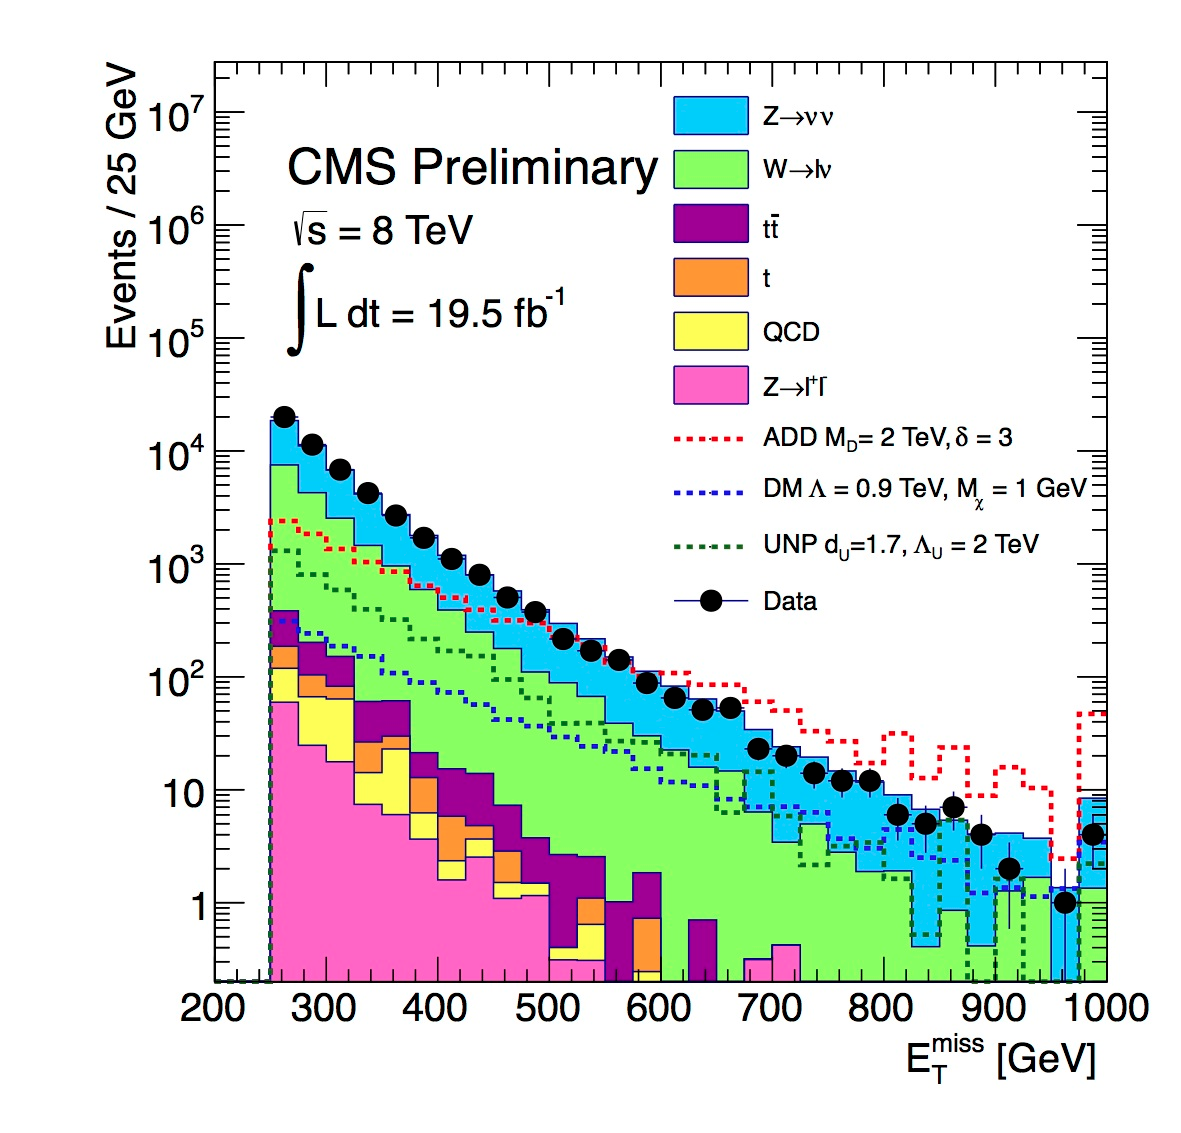 Events / 25 GeV
10⁷
10⁶
10⁵
10⁴
10³
10²
10
1
CMS Preliminary
√s = 8 TeV
∫ L dt = 19.5 fb⁻¹
Z→νν
W→lν
tt̄
t
QCD
Z→l⁺l⁻
ADD M_D= 2 TeV, δ = 3
DM Λ = 0.9 TeV, M_χ = 1 GeV
UNP d_U=1.7, Λ_U = 2 TeV
Data
200 300 400 500 600 700 800 900 1000
E_T^miss [GeV]